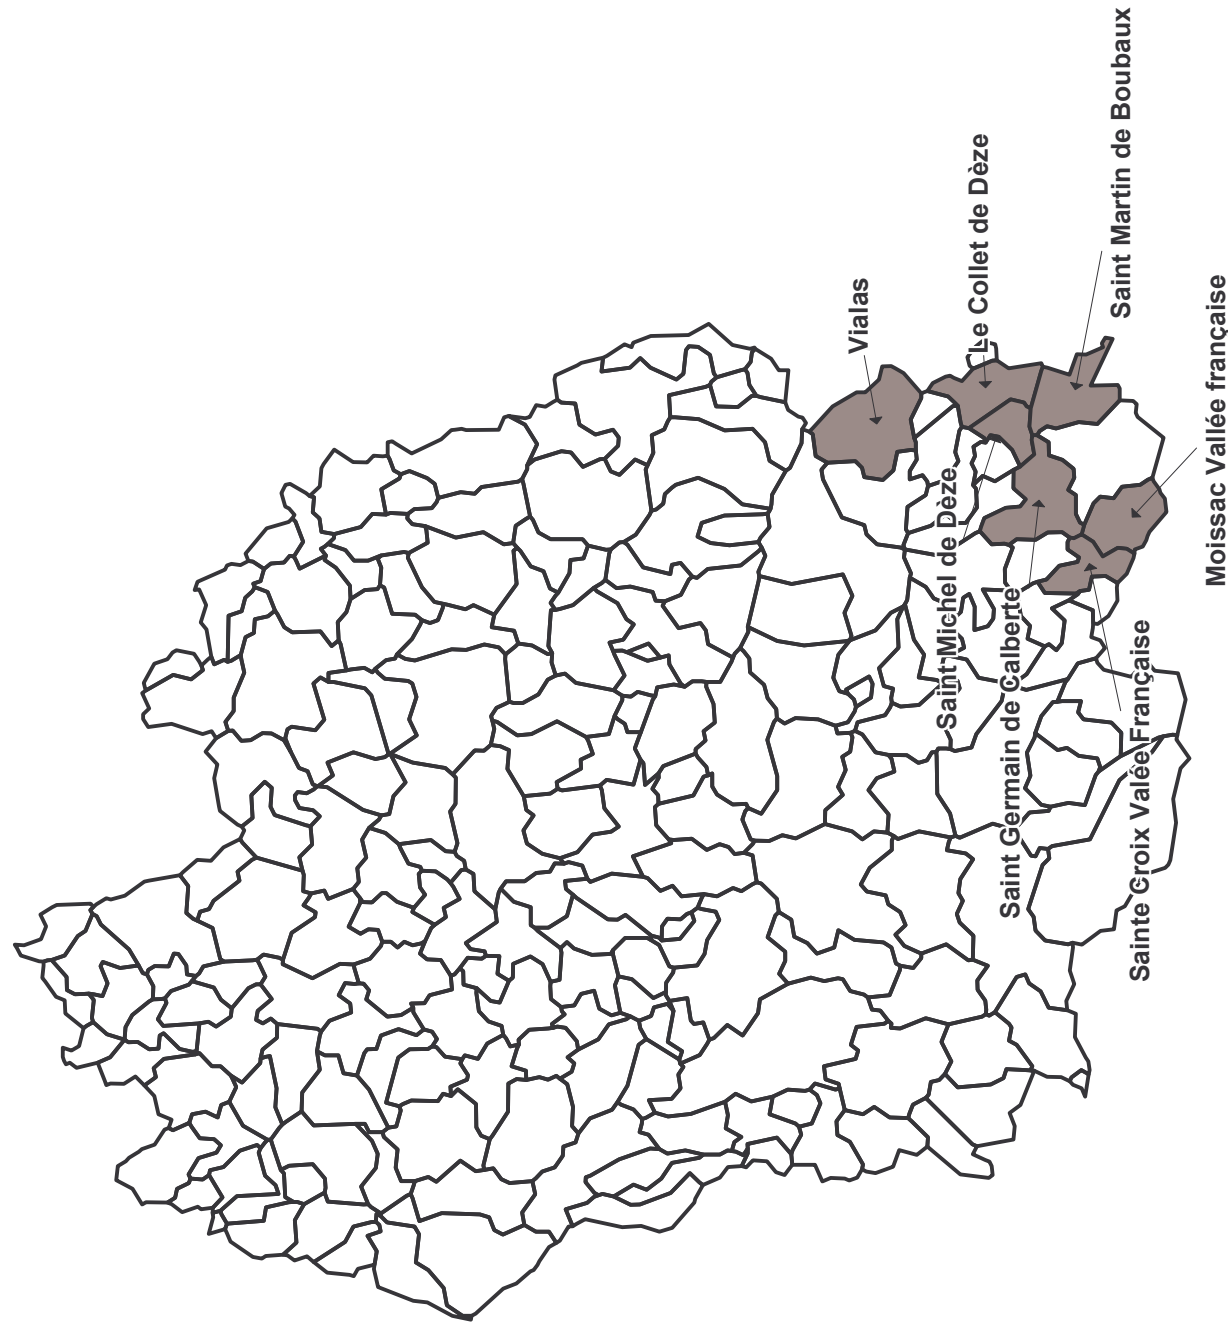 Vialas
Le Collet de Dèze
Saint Martin de Boubaux
Moissac Vallée française
Saint Michel de Dèze
Saint Germain de Calberte
Sainte Croix Valée Française